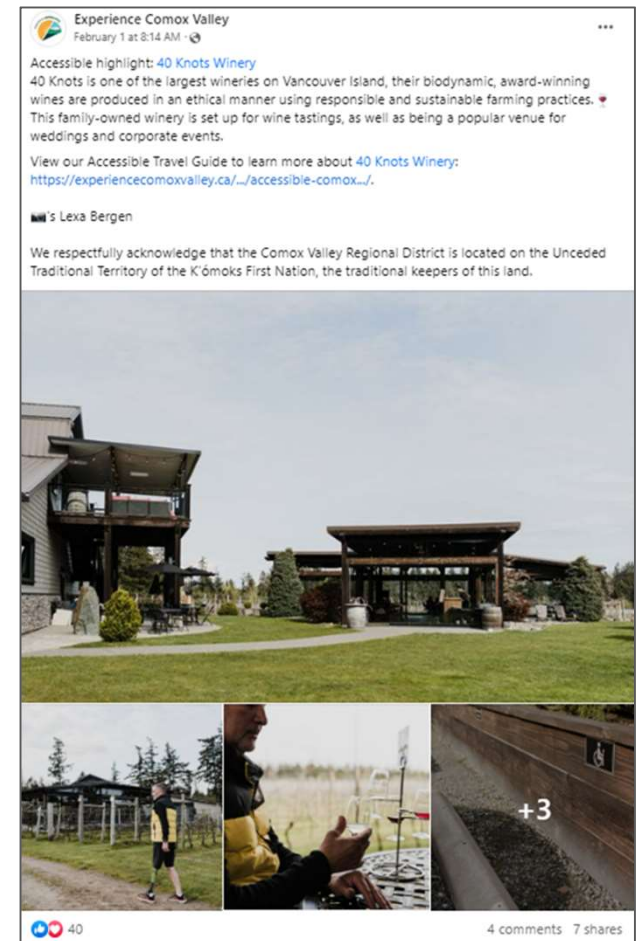 Experience Comox Valley
February 1 at 8:14 AM ·
Accessible highlight: 40 Knots Winery
40 Knots is one of the largest wineries on Vancouver Island, their biodynamic, award-winning
wines are produced in an ethical manner using responsible and sustainable farming practices. 🍷
This family-owned winery is set up for wine tastings, as well as being a popular venue for
weddings and corporate events.
View our Accessible Travel Guide to learn more about 40 Knots Winery:
https://experiencecomoxvalley.ca/.../accessible-comox.../.
📷's Lexa Bergen
We respectfully acknowledge that the Comox Valley Regional District is located on the Unceded
Traditional Territory of the K'ómoks First Nation, the traditional keepers of this land.
+3
40
4 comments 7 shares